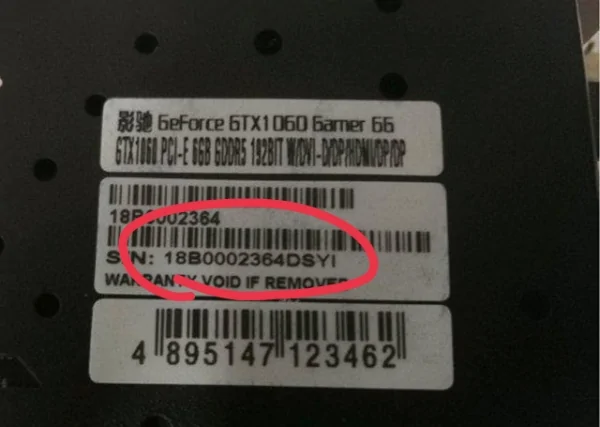 影驰 GeForce GTX1060 Gamer 6G
GTX1060 PCI-E 6GB GDDR5 192BIT W/DVI-D/DP/HDMI/DP/DP
18B0002364
S/N: 18B0002364DSYI
WARRANTY VOID IF REMOVED
4 895147 123462